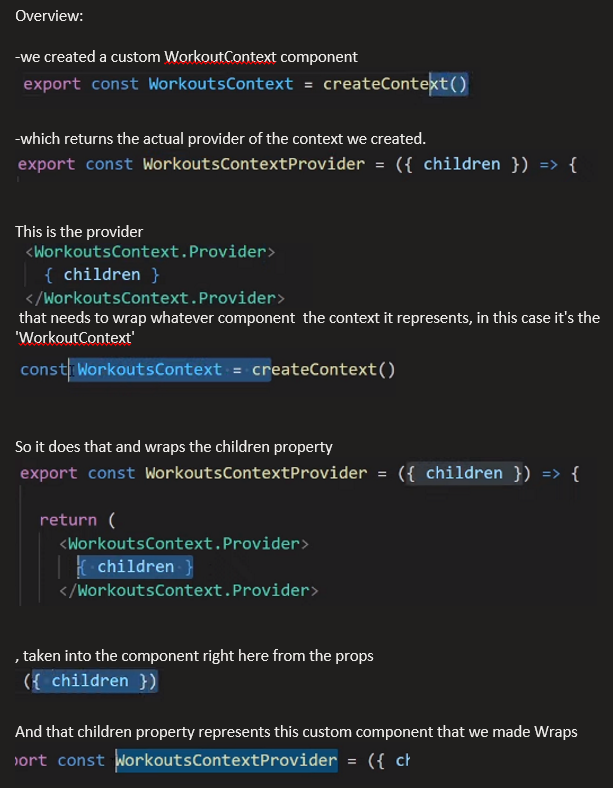 Overview:
-we created a custom WorkoutContext component
export const WorkoutsContext = createContext()
-which returns the actual provider of the context we created.
export const WorkoutsContextProvider = ({ children }) => {
This is the provider
<WorkoutsContext.Provider>
{ children }
</WorkoutsContext.Provider>
that needs to wrap whatever component  the context it represents, in this case it's the
'WorkoutContext'
const WorkoutsContext = createContext()
So it does that and wraps the children property
export const WorkoutsContextProvider = ({ children }) => {
return (
<WorkoutsContext.Provider>
{ children }
</WorkoutsContext.Provider>
, taken into the component right here from the props
({ children })
And that children property represents this custom component that we made Wraps
ort const WorkoutsContextProvider = ({ ch